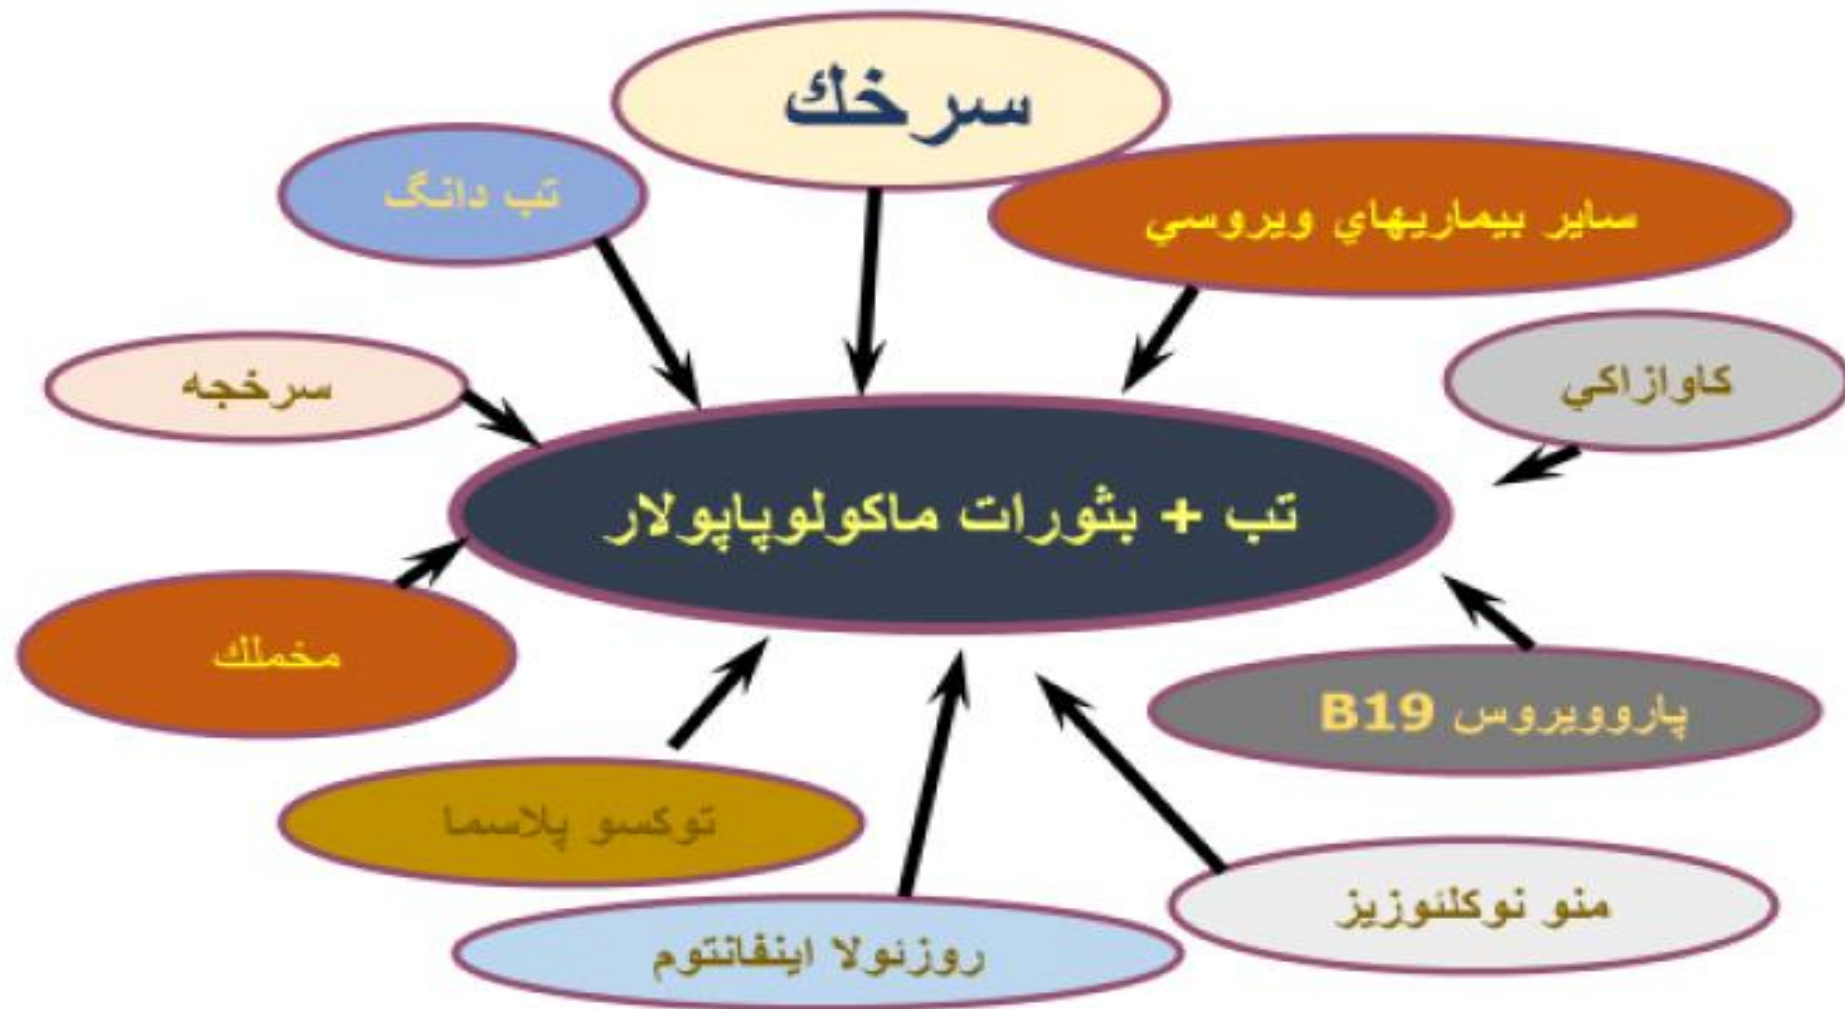 سرخك
تب دانگ
ساير بيماريهاي ويروسي
سرخجه
كاوازاكي
تب + بثورات ماكولوپاپولار
مخملك
پاروويروس B19
توكسو پلاسما
منو نوكلئوزيز
روزئولا اينفانتوم